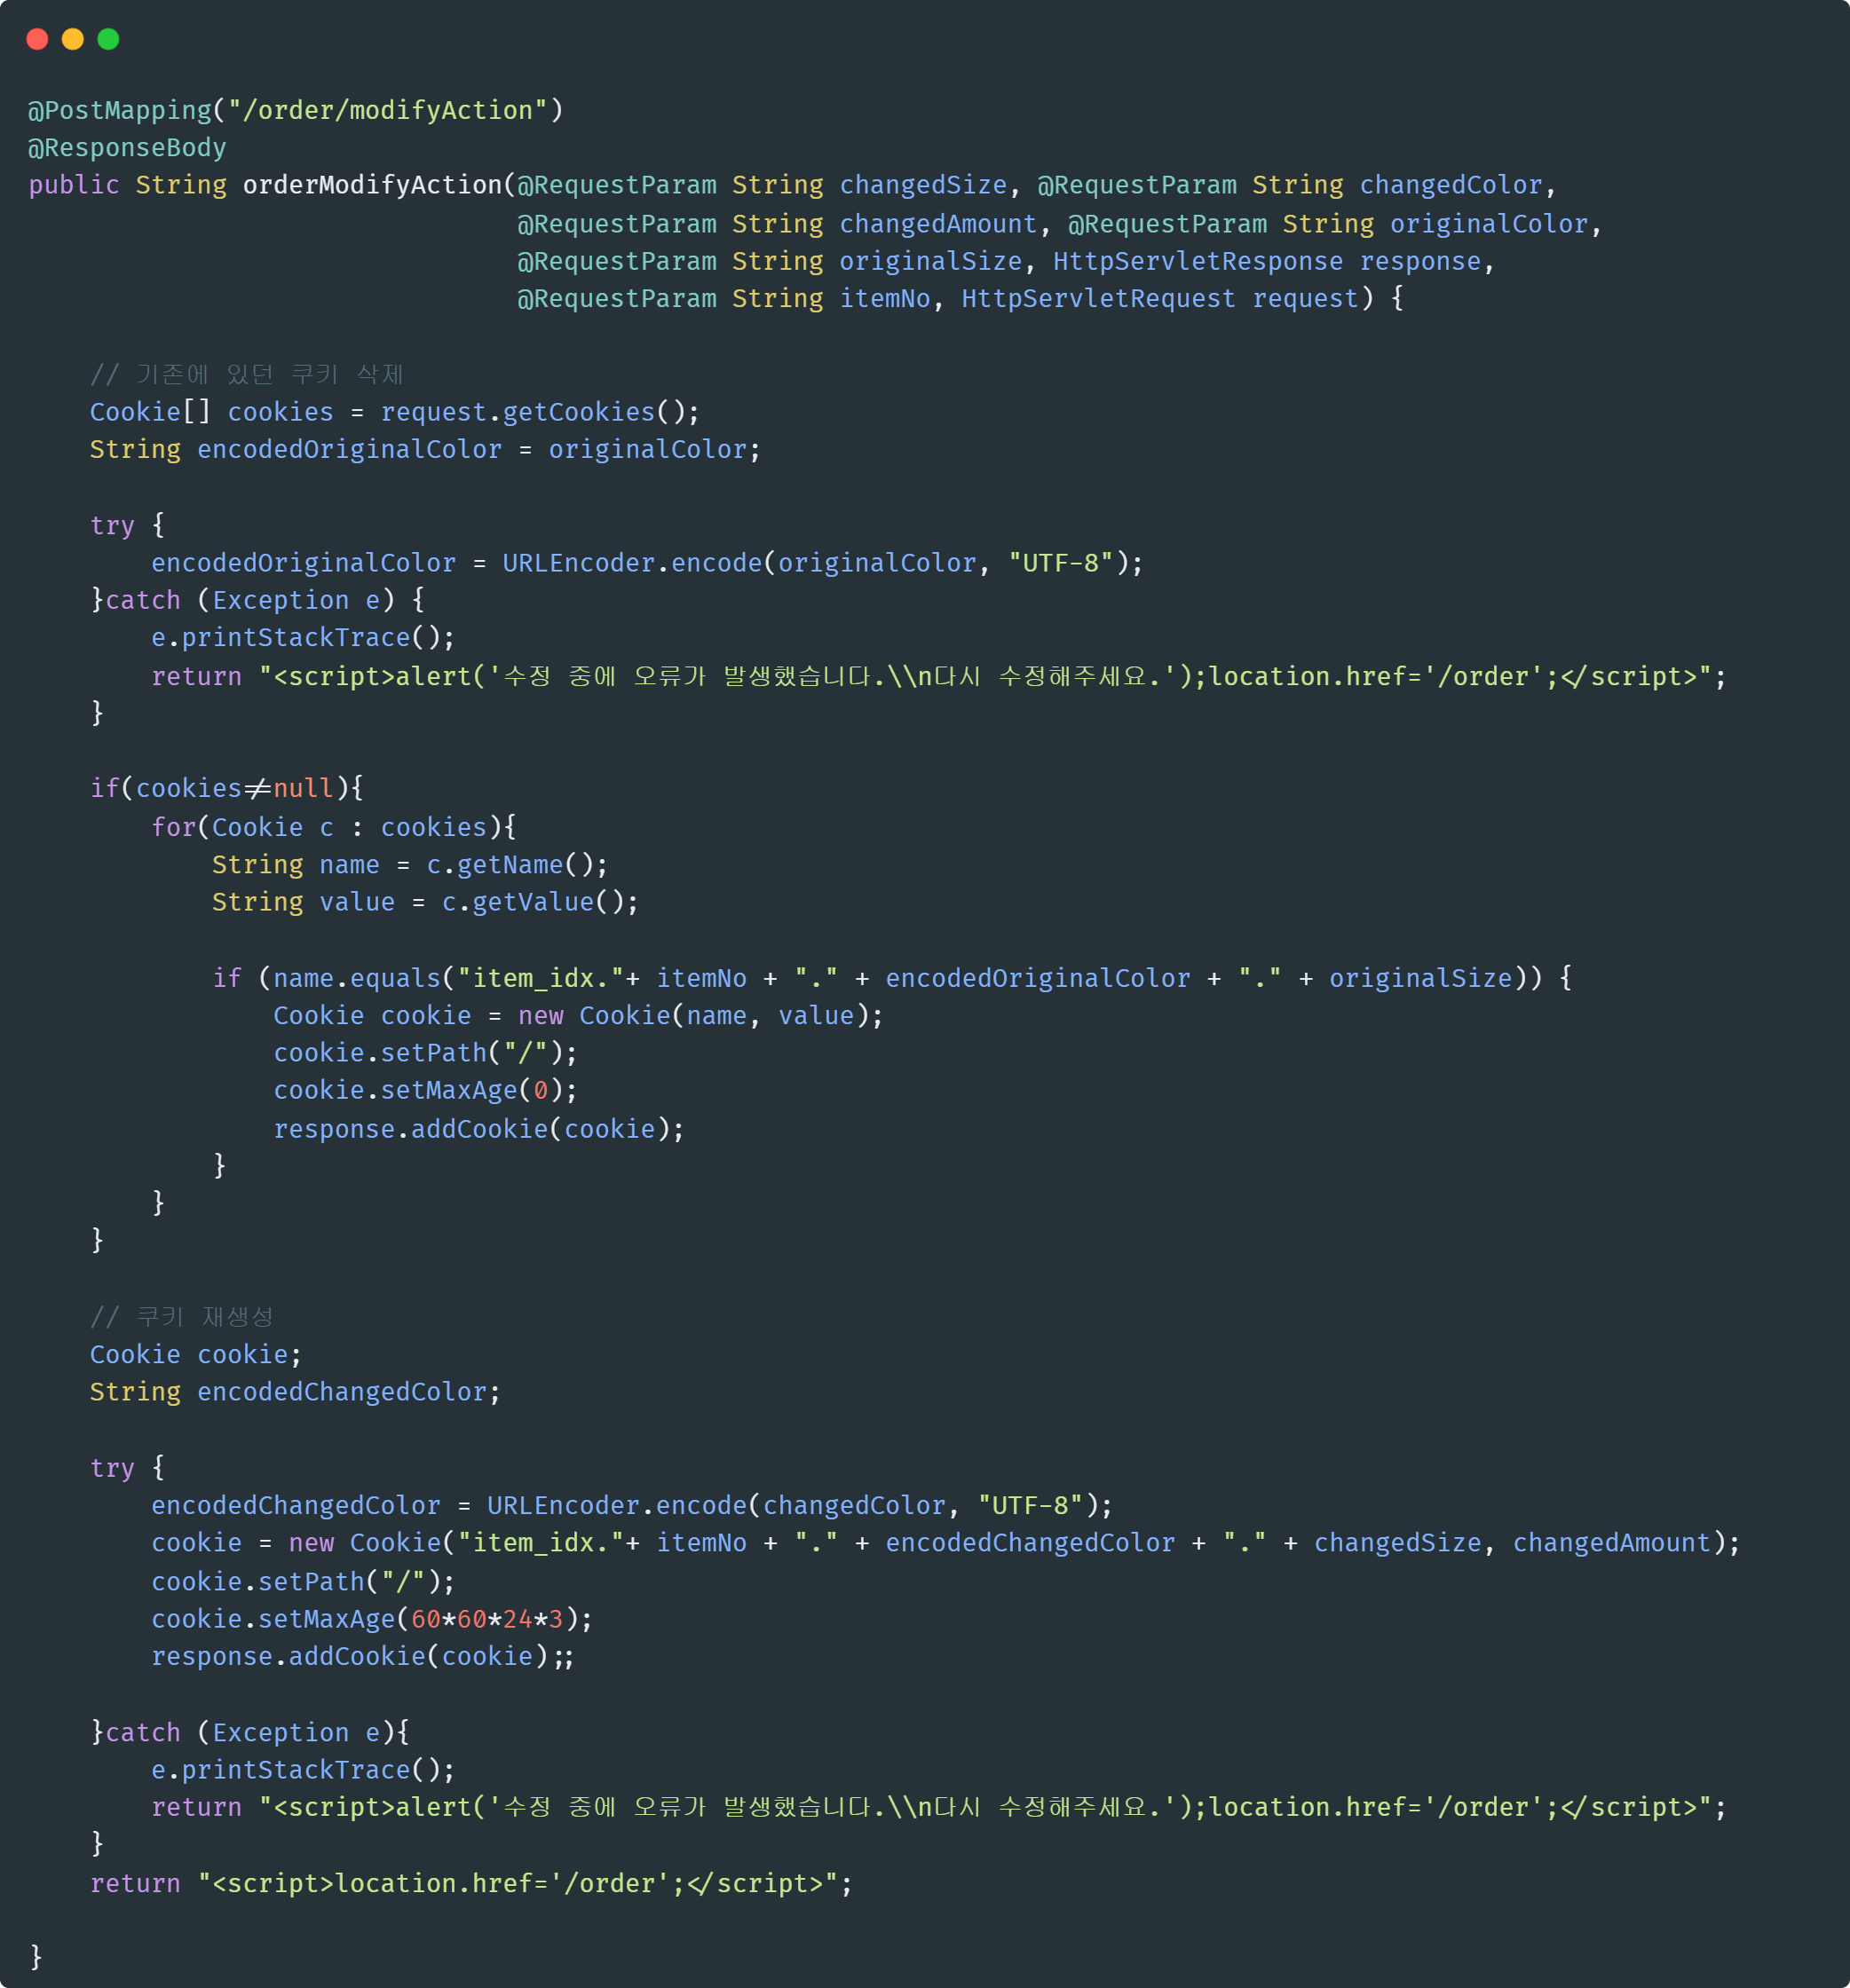 @PostMapping("/order/modifyAction")
@ResponseBody
public String orderModifyAction(@RequestParam String changedSize, @RequestParam String changedColor,
                                @RequestParam String changedAmount, @RequestParam String originalColor,
                                @RequestParam String originalSize, HttpServletResponse response,
                                @RequestParam String itemNo, HttpServletRequest request) {

    // 기존에 있던 쿠키 삭제
    Cookie[] cookies = request.getCookies();
    String encodedOriginalColor = originalColor;

    try {
        encodedOriginalColor = URLEncoder.encode(originalColor, "UTF-8");
    }catch (Exception e) {
        e.printStackTrace();
        return "<script>alert('수정 중에 오류가 발생했습니다.\\n다시 수정해주세요.');location.href='/order';</script>";
    }

    if(cookies!=null){
        for(Cookie c : cookies){
            String name = c.getName();
            String value = c.getValue();

            if (name.equals("item_idx."+ itemNo + "." + encodedOriginalColor + "." + originalSize)) {
                Cookie cookie = new Cookie(name, value);
                cookie.setPath("/");
                cookie.setMaxAge(0);
                response.addCookie(cookie);
            }
        }
    }

    // 쿠키 재생성
    Cookie cookie;
    String encodedChangedColor;

    try {
        encodedChangedColor = URLEncoder.encode(changedColor, "UTF-8");
        cookie = new Cookie("item_idx."+ itemNo + "." + encodedChangedColor + "." + changedSize, changedAmount);
        cookie.setPath("/");
        cookie.setMaxAge(60*60*24*3);
        response.addCookie(cookie);;

    }catch (Exception e){
        e.printStackTrace();
        return "<script>alert('수정 중에 오류가 발생했습니다.\\n다시 수정해주세요.');location.href='/order';</script>";
    }
    return "<script>location.href='/order';</script>";

}